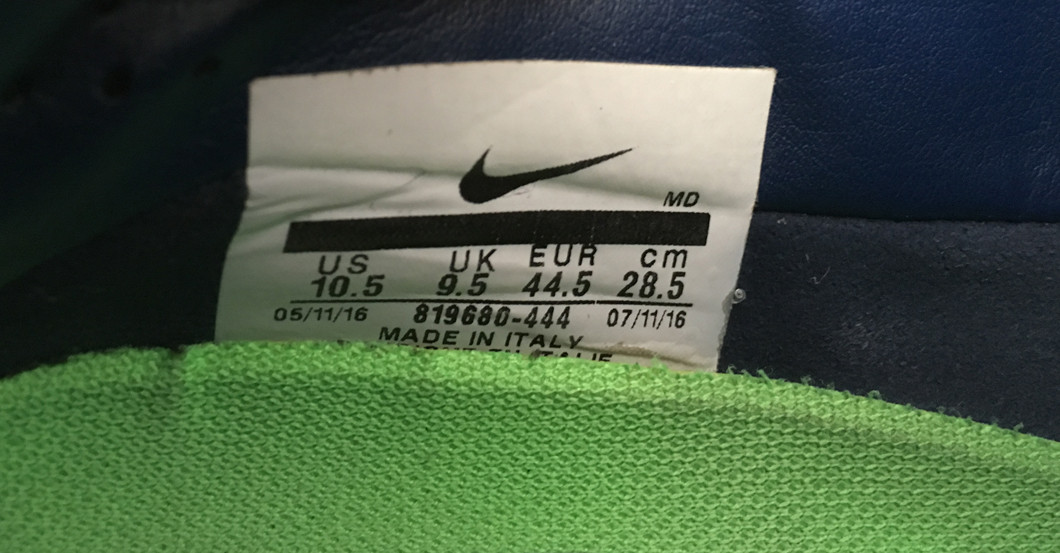 MD
US UK EUR cm
10.5 9.5 44.5 28.5
05/11/16 819680-444 07/11/16
MADE IN ITALY